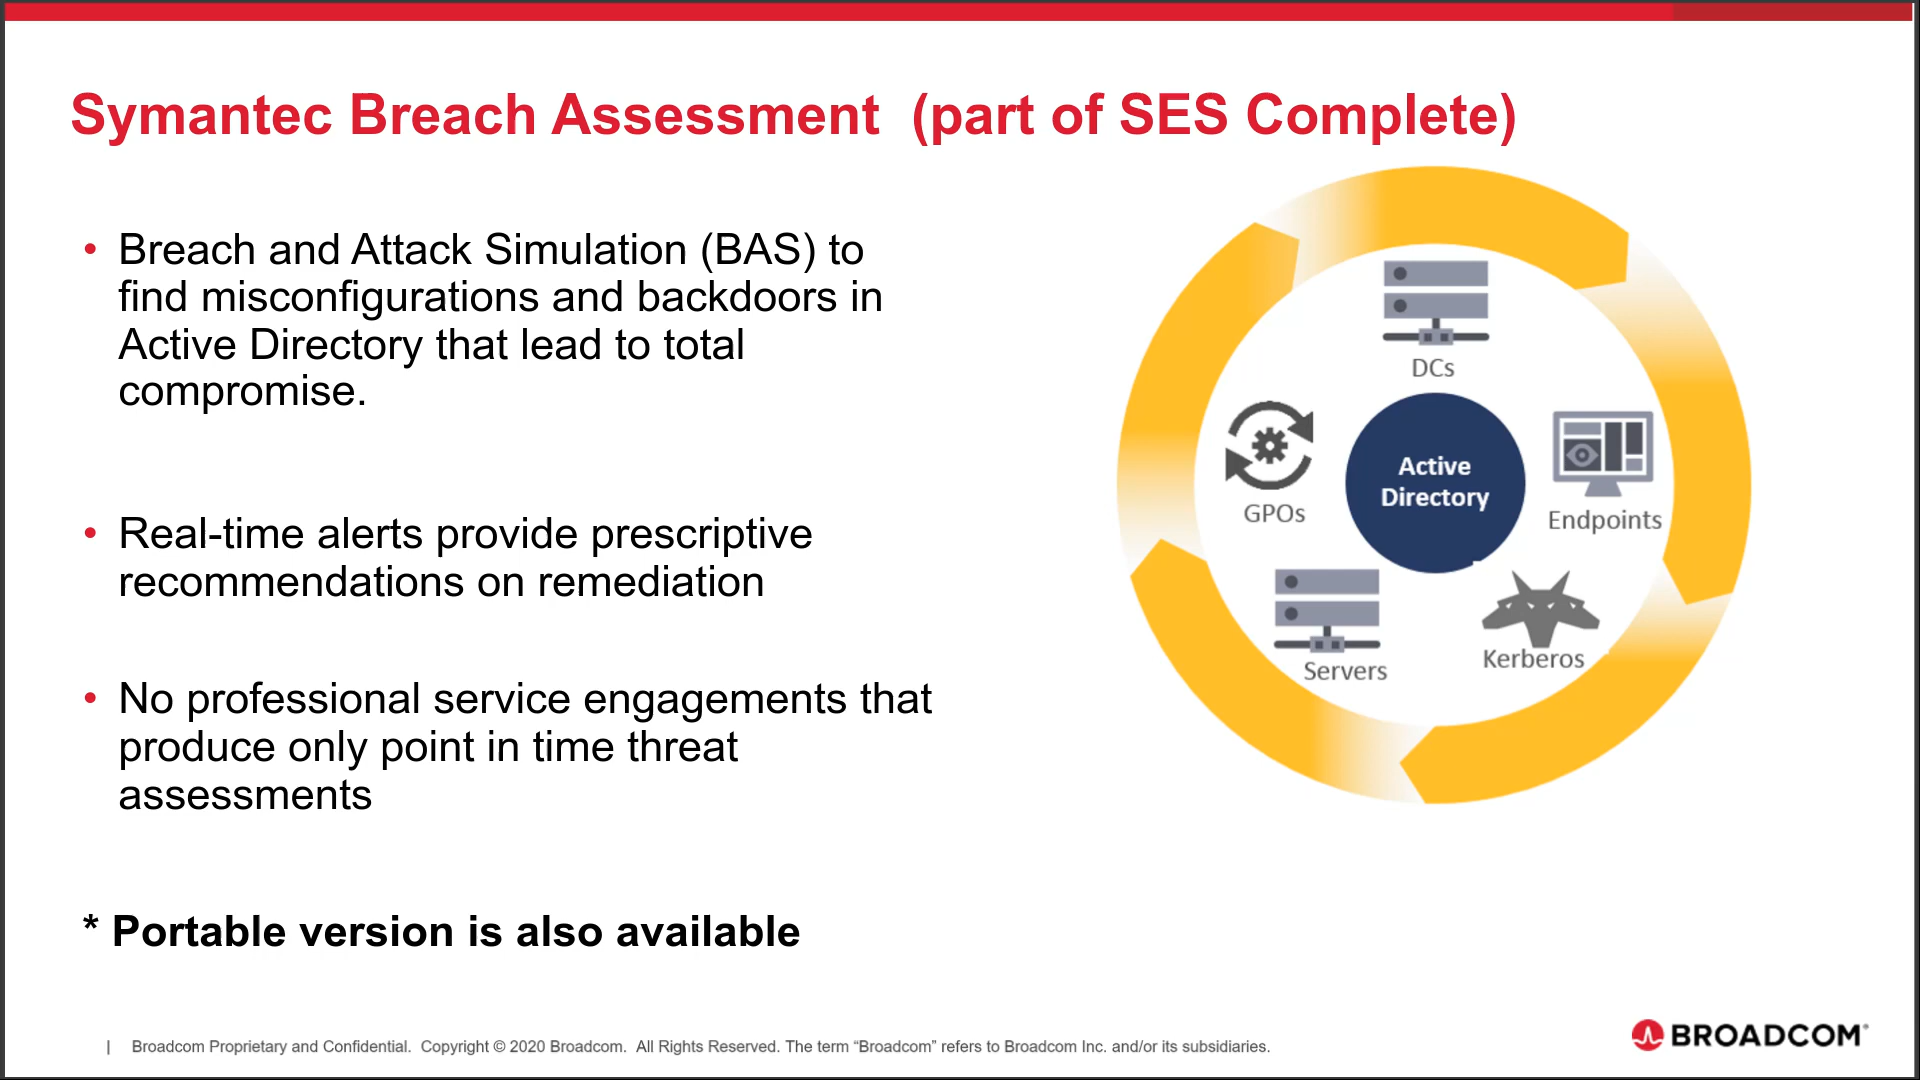 Symantec Breach Assessment  (part of SES Complete)
• Breach and Attack Simulation (BAS) to
find misconfigurations and backdoors in
Active Directory that lead to total
compromise.
• Real-time alerts provide prescriptive
recommendations on remediation
• No professional service engagements that
produce only point in time threat
assessments
* Portable version is also available
DCs
GPOs
Active
Directory
Endpoints
Servers
Kerberos
| Broadcom Proprietary and Confidential.  Copyright © 2020 Broadcom.  All Rights Reserved. The term “Broadcom” refers to Broadcom Inc. and/or its subsidiaries.
BROADCOM®